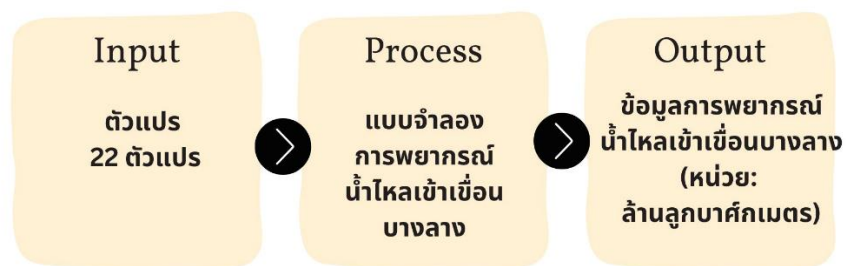 Input
ตัวแปร
22 ตัวแปร
Process
แบบจำลอง
การพยากรณ์
น้ำไหลเข้าเขื่อน
บางลาง
Output
ข้อมูลการพยากรณ์
น้ำไหลเข้าเขื่อนบางลาง
(หน่วย:
ล้านลูกบาศ์กเมตร)